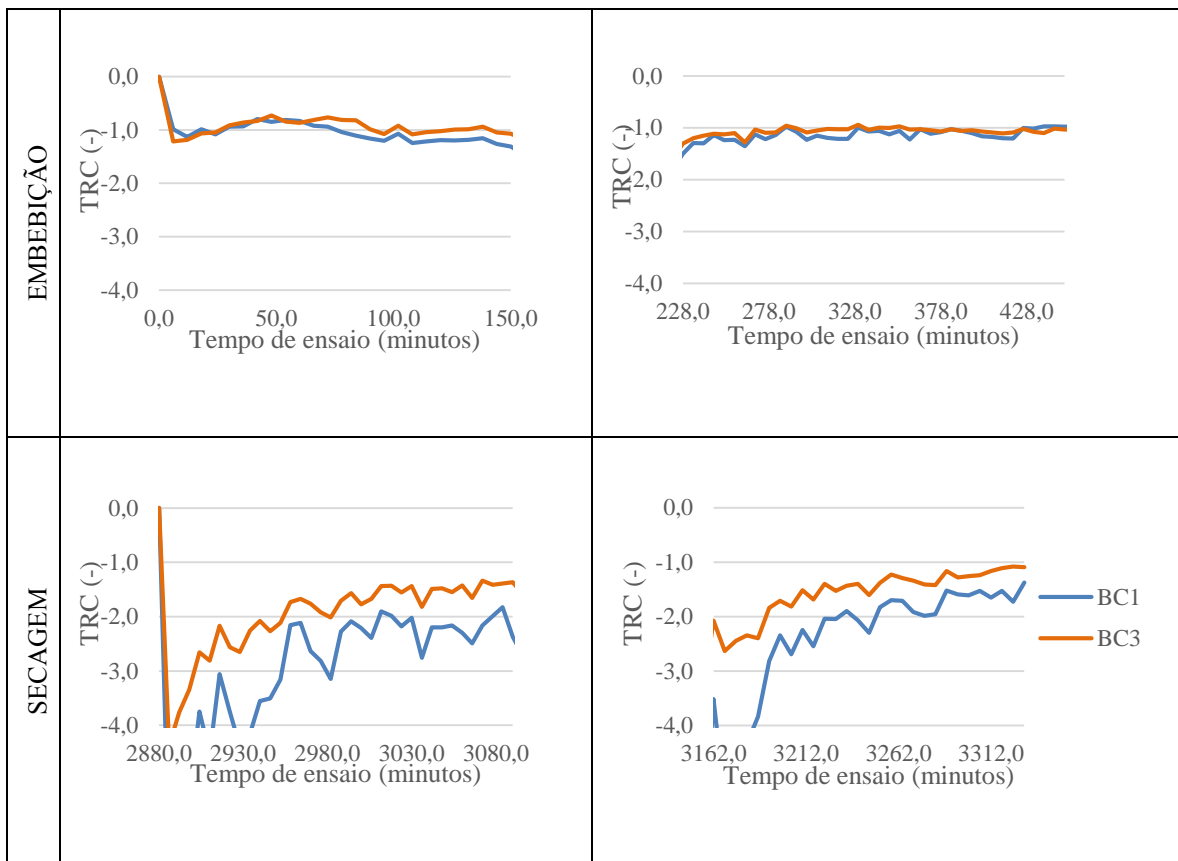 EMBEBIÇÃO
0,0
-1,0
-2,0
-3,0
-4,0
TRC (-)
0,0 50,0 100,0 150,0
Tempo de ensaio (minutos)
0,0
-1,0
-2,0
-3,0
-4,0
TRC (-)
228,0 278,0 328,0 378,0 428,0
Tempo de ensaio (minutos)
SECAGEM
0,0
-1,0
-2,0
-3,0
-4,0
TRC (-)
2880,0 2930,0 2980,0 3030,0 3080,0
Tempo de ensaio (minutos)
0,0
-1,0
-2,0
-3,0
-4,0
TRC (-)
3162,0 3212,0 3262,0 3312,0
Tempo de ensaio (minutos)
BC1
BC3